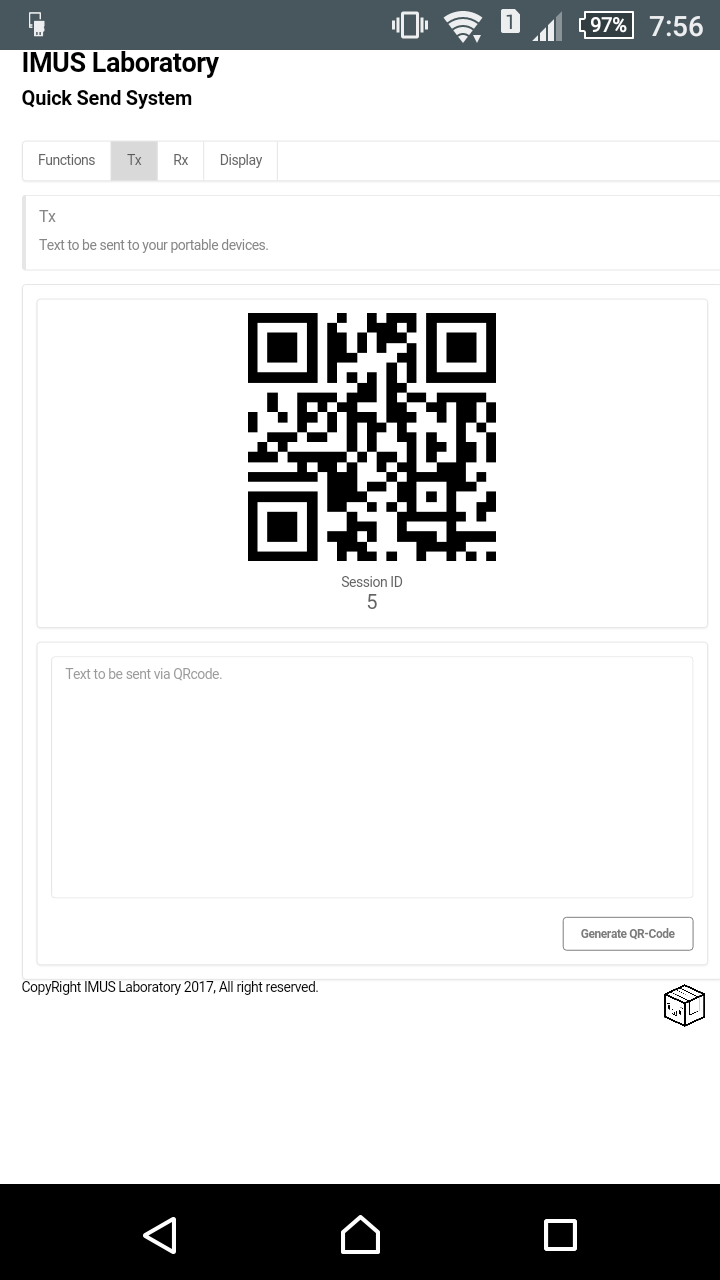 1
97%
7:56
IMUS Laboratory
Quick Send System
Functions
Tx
Rx
Display
Tx
Text to be sent to your portable devices.
Session ID
5
Text to be sent via QRcode.
Generate QR-Code
CopyRight IMUS Laboratory 2017, All right reserved.